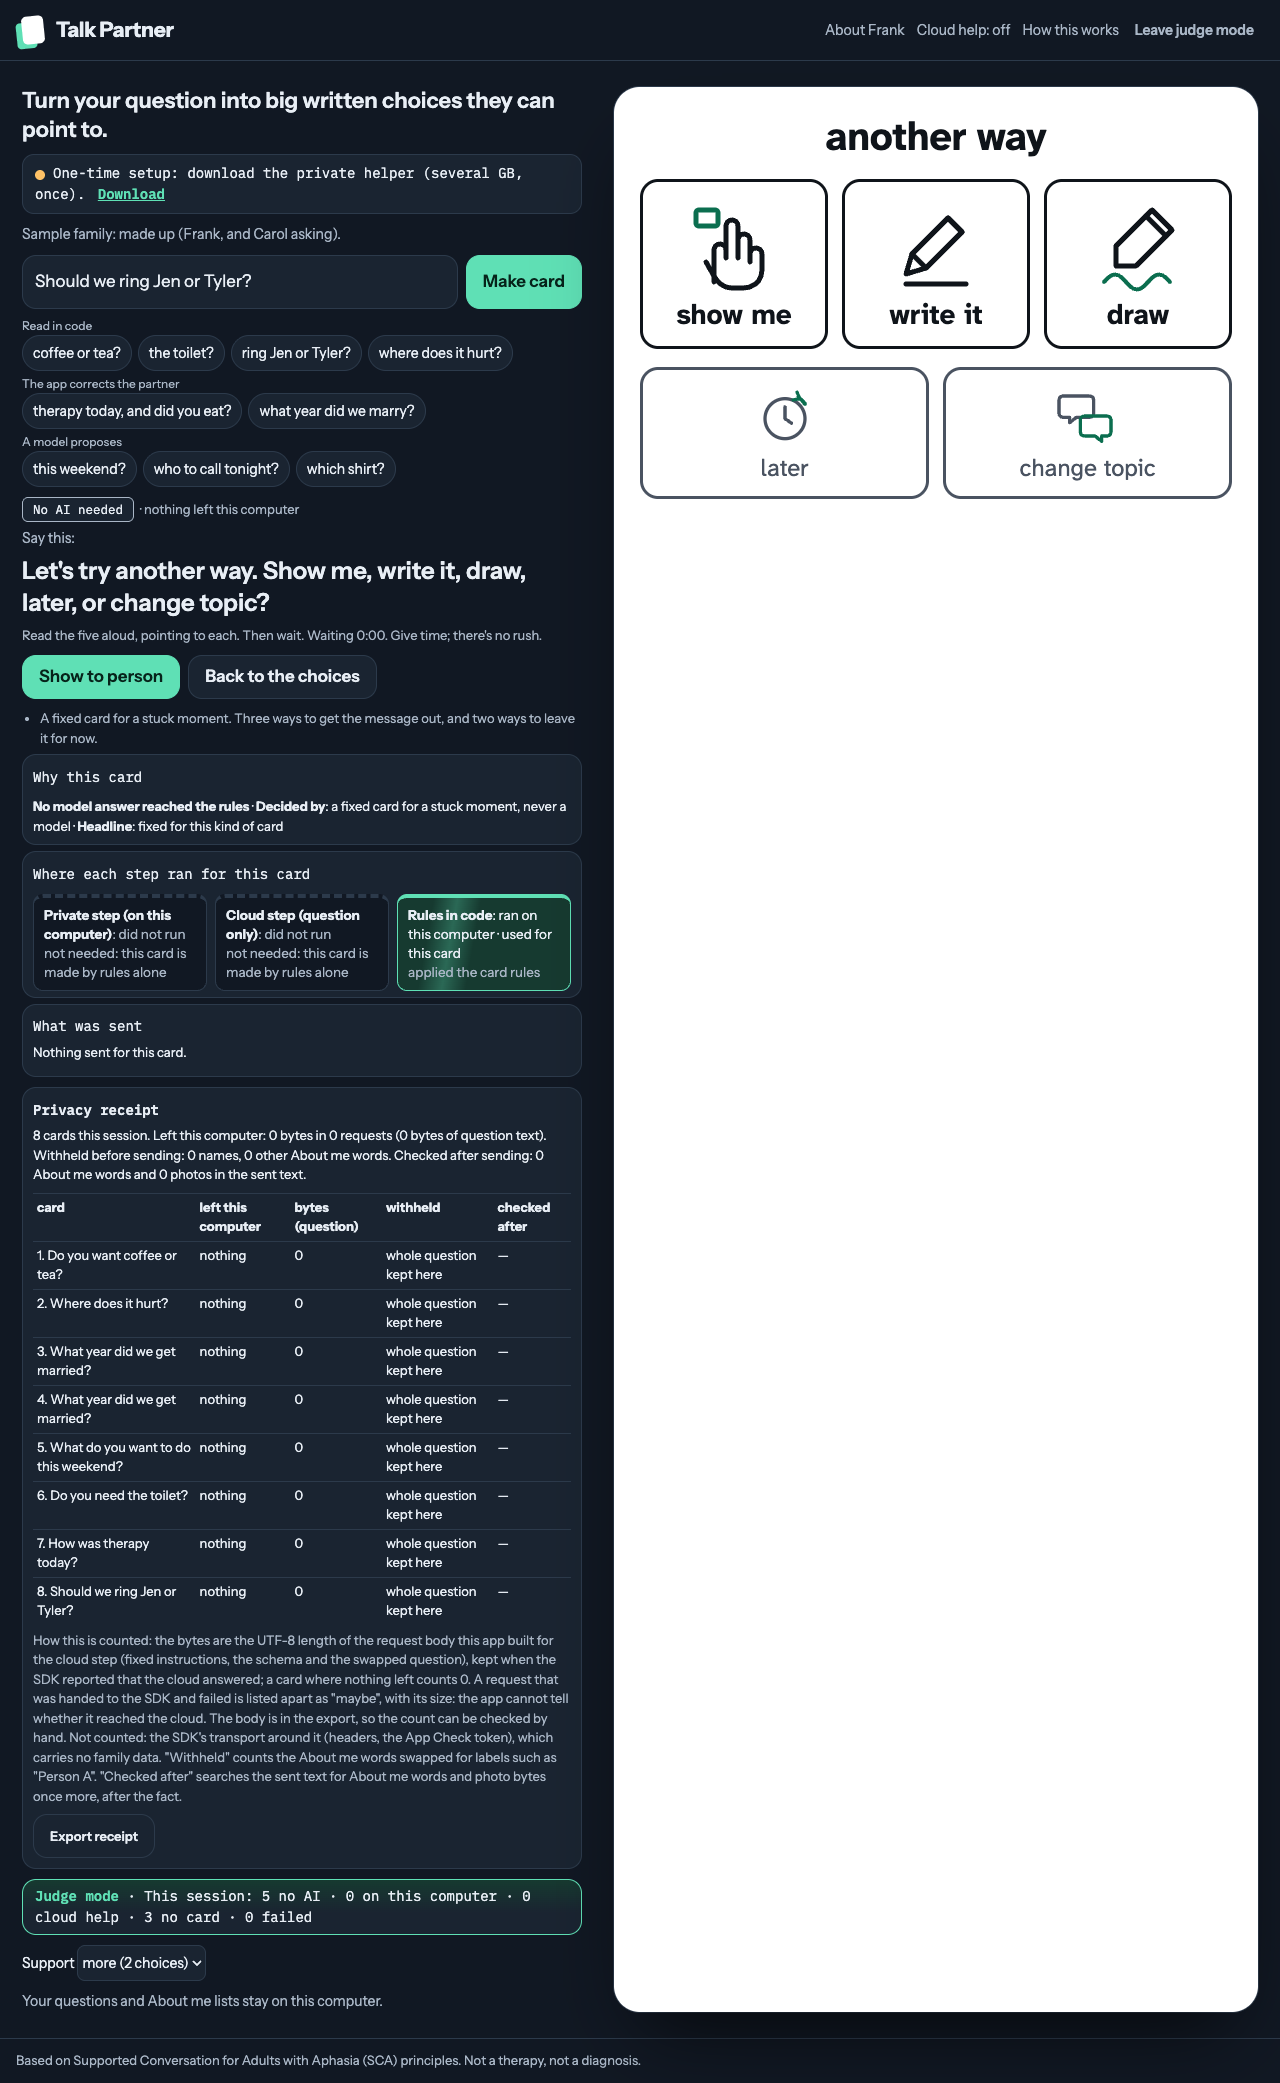 Talk Partner
About Frank Cloud help: off How this works Leave judge mode
Turn your question into big written choices they can
point to.
One-time setup: download the private helper (several GB,
once). Download
Sample family: made up (Frank, and Carol asking).
Should we ring Jen or Tyler?
Make card
Read in code
coffee or tea? the toilet? ring Jen or Tyler? where does it hurt?
The app corrects the partner
therapy today, and did you eat? what year did we marry?
A model proposes
this weekend? who to call tonight? which shirt?
No AI needed · nothing left this computer
Say this:
Let's try another way. Show me, write it, draw,
later, or change topic?
Read the five aloud, pointing to each. Then wait. Waiting 0:00. Give time; there's no rush.
Show to person Back to the choices
• A fixed card for a stuck moment. Three ways to get the message out, and two ways to leave
it for now.
Why this card
No model answer reached the rules · Decided by: a fixed card for a stuck moment, never a
model · Headline: fixed for this kind of card
Where each step ran for this card
Private step (on this
computer): did not run
not needed: this card is
made by rules alone
Cloud step (question
only): did not run
not needed: this card is
made by rules alone
Rules in code: ran on
this computer · used for
this card
applied the card rules
What was sent
Nothing sent for this card.
Privacy receipt
8 cards this session. Left this computer: 0 bytes in 0 requests (0 bytes of question text).
Withheld before sending: 0 names, 0 other About me words. Checked after sending: 0
About me words and 0 photos in the sent text.
card left this computer bytes (question) withheld checked after
1. Do you want coffee or tea? nothing 0 whole question kept here —
2. Where does it hurt? nothing 0 whole question kept here —
3. What year did we get married? nothing 0 whole question kept here —
4. What year did we get married? nothing 0 whole question kept here —
5. What do you want to do this weekend? nothing 0 whole question kept here —
6. Do you need the toilet? nothing 0 whole question kept here —
7. How was therapy today? nothing 0 whole question kept here —
8. Should we ring Jen or Tyler? nothing 0 whole question kept here —
How this is counted: the bytes are the UTF-8 length of the request body this app built for
the cloud step (fixed instructions, the schema and the swapped question), kept when the
SDK reported that the cloud answered; a card where nothing left counts 0. A request that
was handed to the SDK and failed is listed apart as "maybe", with its size: the app cannot tell
whether it reached the cloud. The body is in the export, so the count can be checked by
hand. Not counted: the SDK's transport around it (headers, the App Check token), which
carries no family data. "Withheld" counts the About me words swapped for labels such as
"Person A". "Checked after" searches the sent text for About me words and photo bytes
once more, after the fact.
Export receipt
Judge mode · This session: 5 no AI · 0 on this computer · 0
cloud help · 3 no card · 0 failed
Support more (2 choices)
Your questions and About me lists stay on this computer.
another way
show me write it draw
later change topic
Based on Supported Conversation for Adults with Aphasia (SCA) principles. Not a therapy, not a diagnosis.